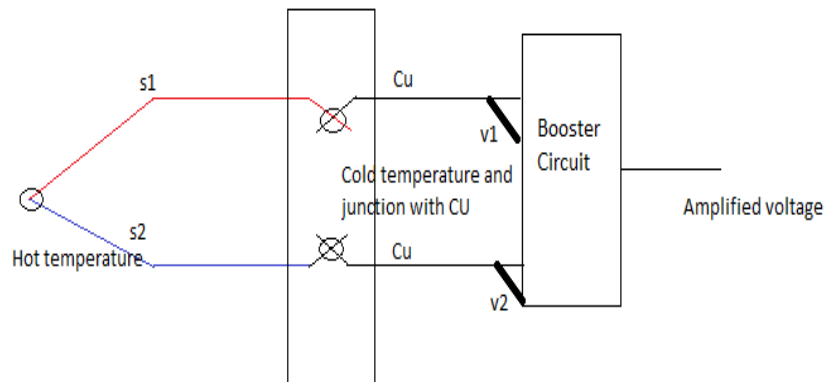 s1
Cu
v1
Booster
Circuit
Cold temperature and
junction with CU
Amplified voltage
s2
Hot temperature
Cu
v2